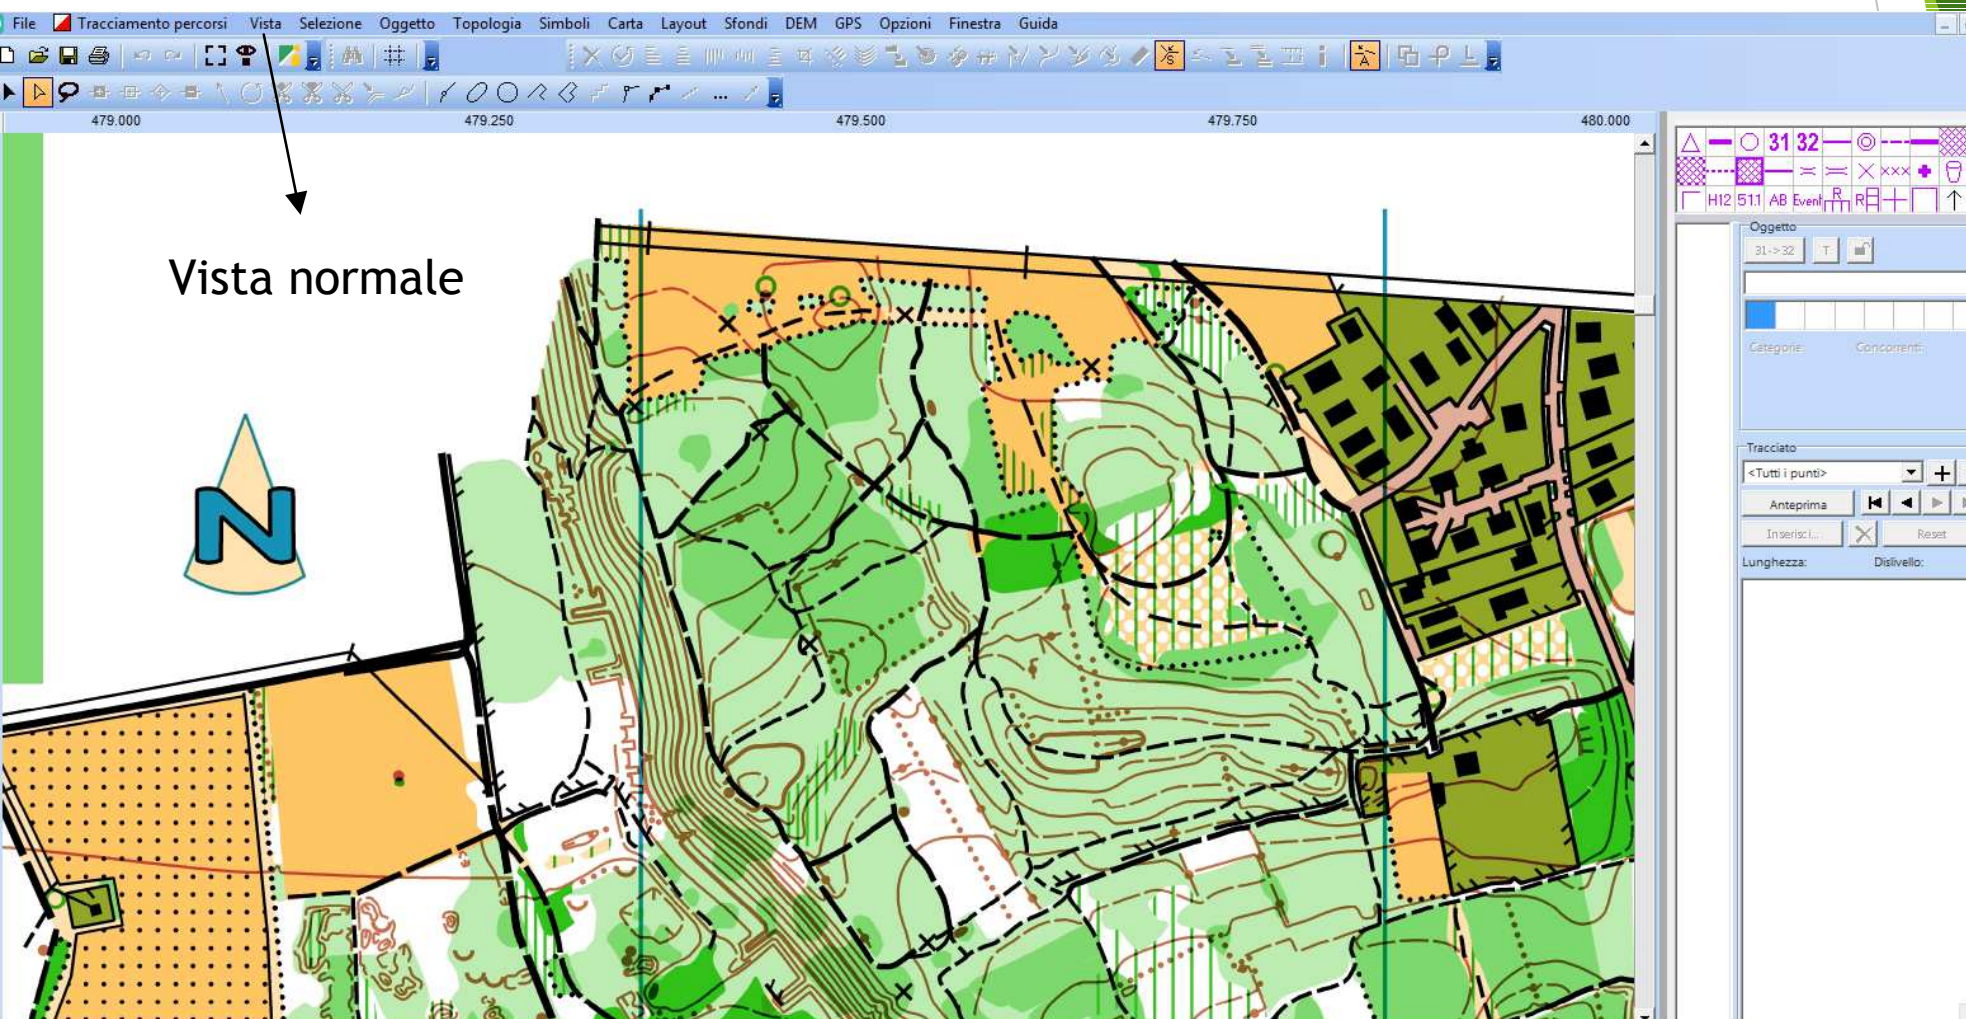 File Tracciamento percorsi Vista Selezione Oggetto Topologia Simboli Carta Layout Sfondi DEM GPS Opzioni Finestra Guida
479.000 479.250 479.500 479.750 480.000
31 32
H12 511 AB Event R R
Vista normale
N
Oggetto
31->32 T
Categorie: Concorrenti:
Tracciato
<Tutti i punti>
Anteprima
Inserisci... Reset
Lunghezza: Dislivello: